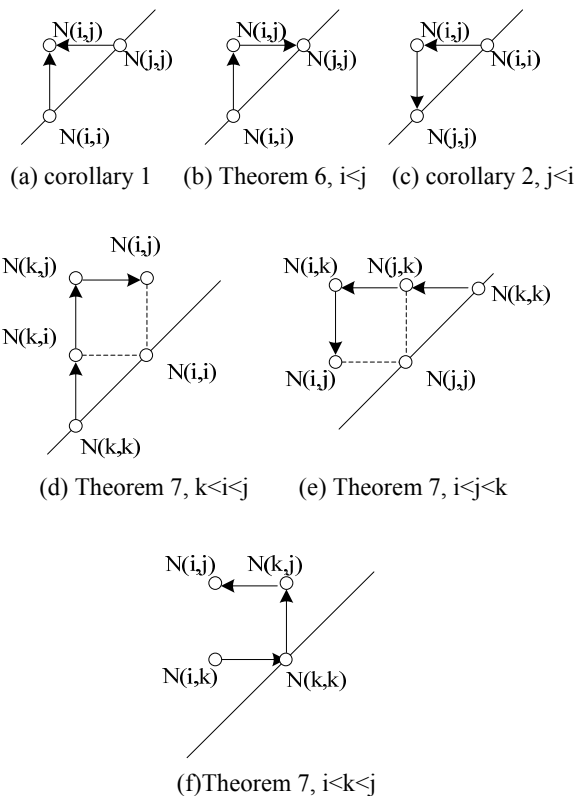 N(i,j)
N(j,j)
N(i,i)
N(i,j)
N(j,j)
N(i,i)
N(i,j)
N(i,i)
N(j,j)
(a) corollary 1
(b) Theorem 6, i<j
(c) corollary 2, j<i
N(i,j)
N(k,j)
N(k,i)
N(i,i)
N(k,k)
N(i,k)
N(j,k)
N(k,k)
N(i,j)
N(j,j)
(d) Theorem 7, k<i<j
(e) Theorem 7, i<j<k
N(i,j)
N(k,j)
N(i,k)
N(k,k)
(f)Theorem 7, i<k<j